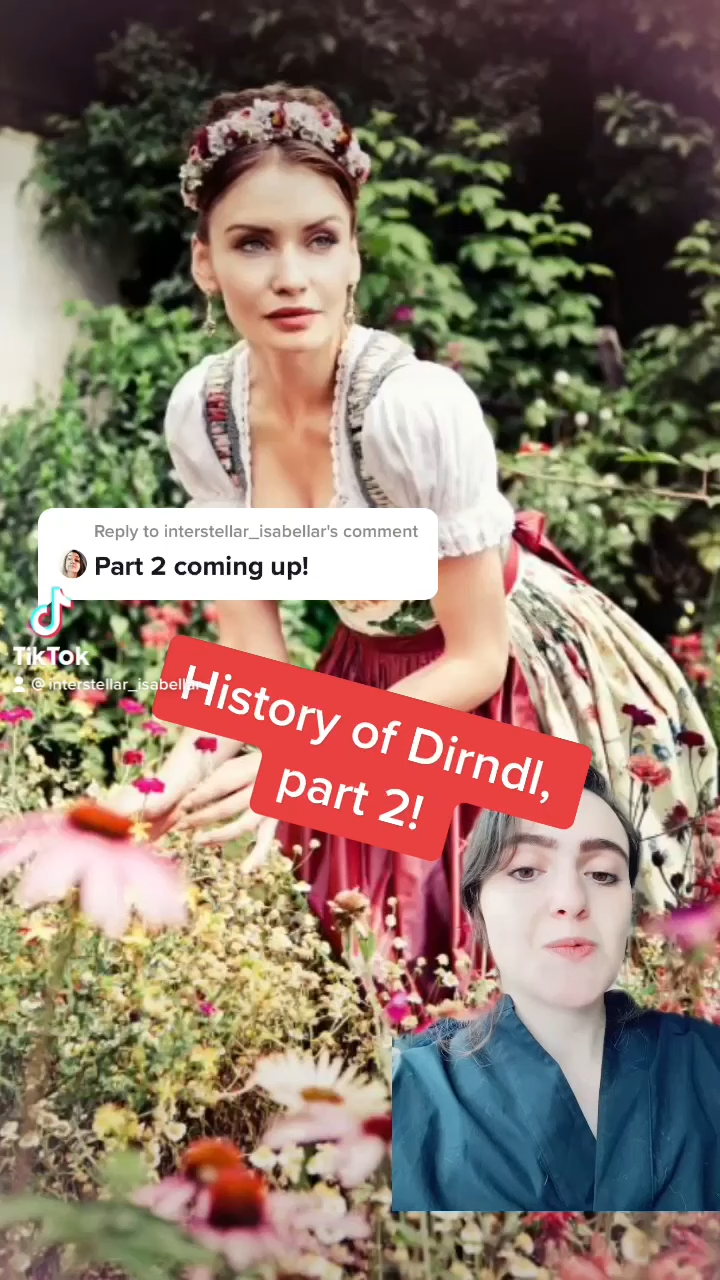 Reply to interstellar_isabellar's comment
Part 2 coming up!
TikTok
@interstellar_isabellar
History of Dirndl,
part 2!